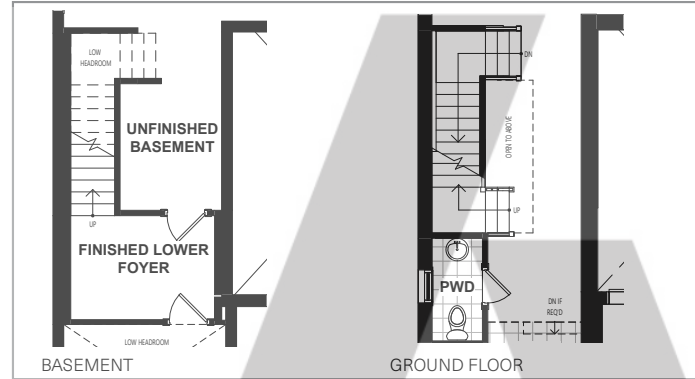 LOW
HEADROOM
UNFINISHED
BASEMENT
UP
FINISHED LOWER
FOYER
LOW HEADROOM
BASEMENT
DN
OPEN TO ABOVE
UP
PWD
DN IF
REQ'D
GROUND FLOOR